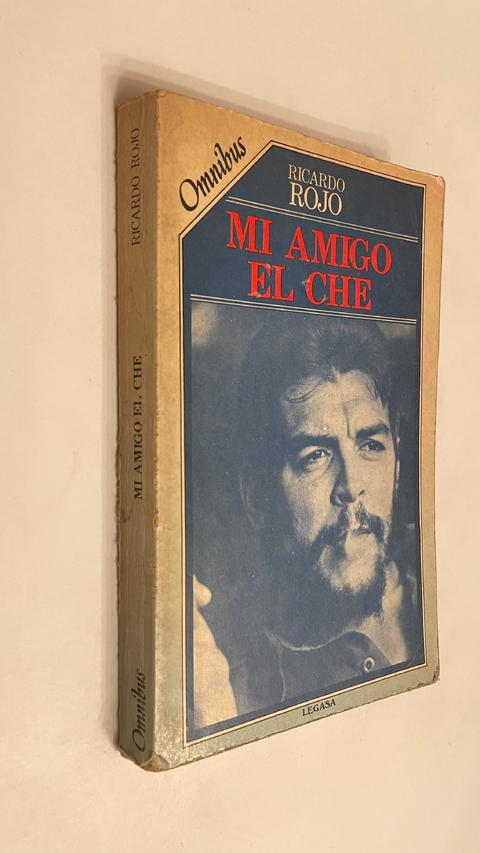 Omnibus
RICARDO
ROJO
MI AMIGO
EL CHE
LEGASA
RICARDO ROJO
MI AMIGO EL CHE
Omnibus